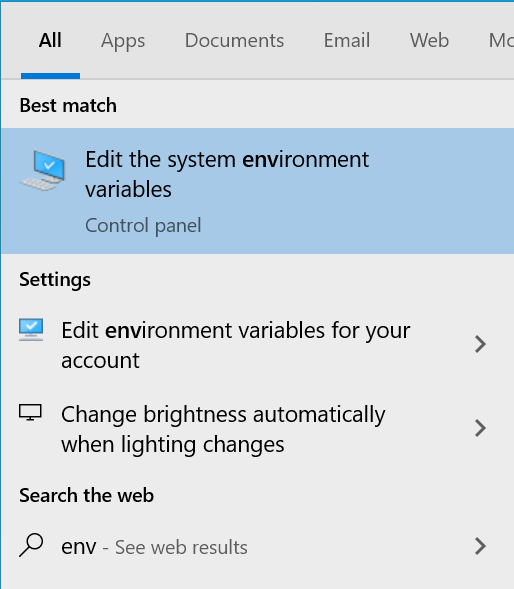 All Apps Documents Email Web
Best match
Edit the system environment
variables
Control panel
Settings
Edit environment variables for your
account
Change brightness automatically
when lighting changes
Search the web
env - See web results